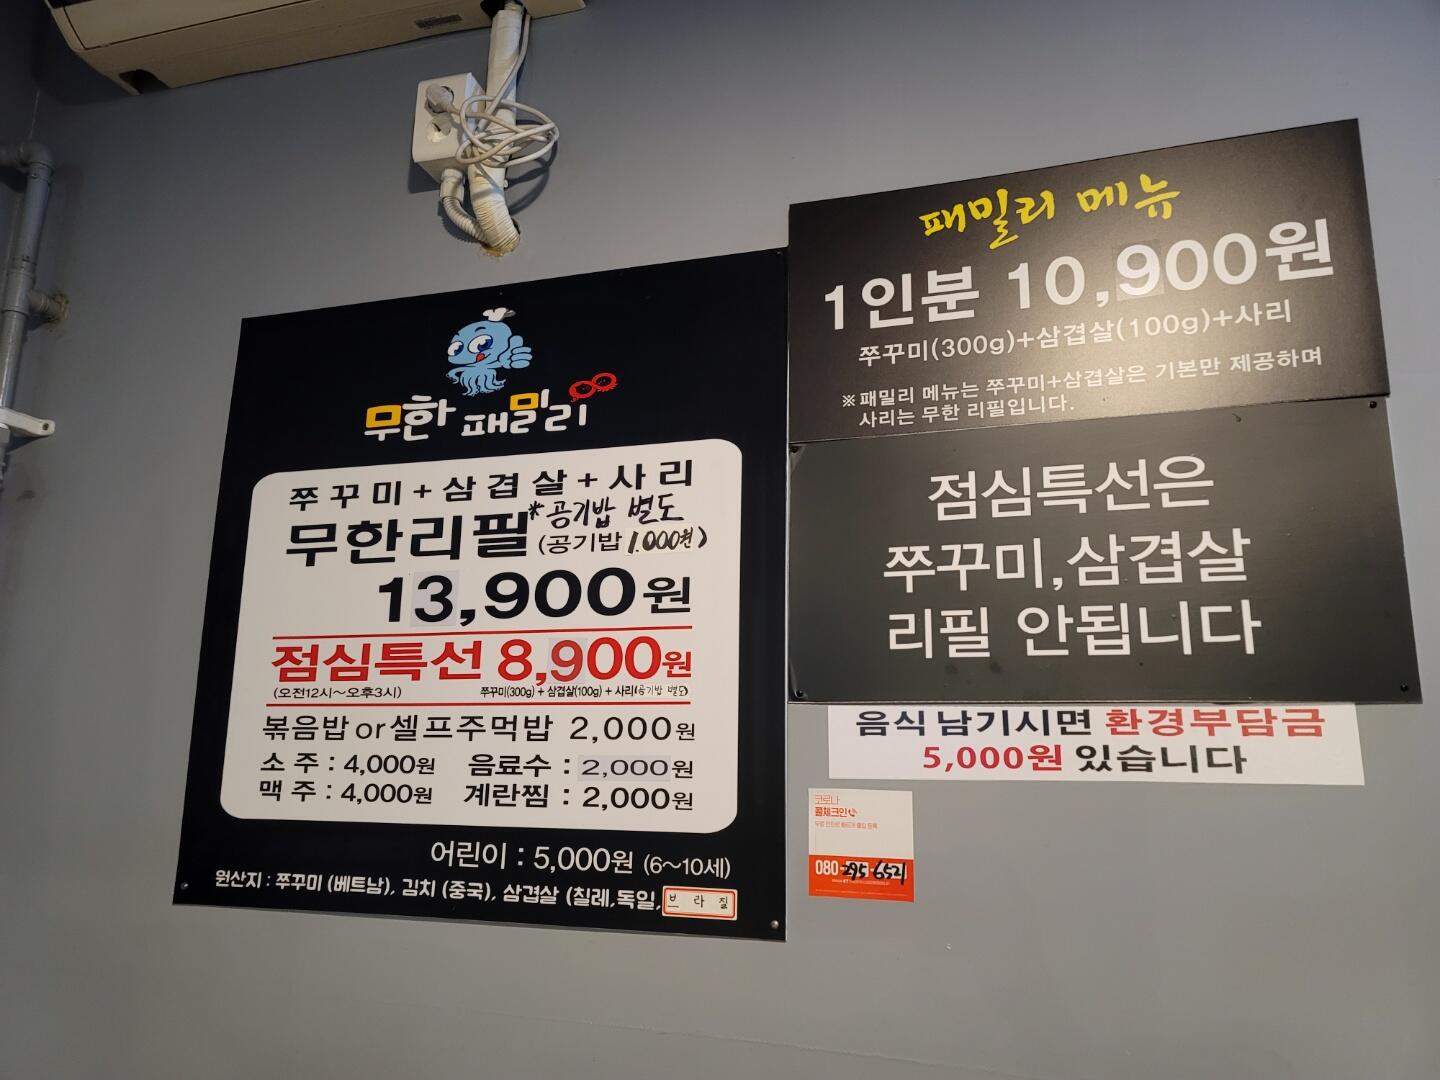 무한 패밀리
쭈꾸미+삼겹살+사리
*공기밥 별도
무한리필 (공기밥 1.000원)
13,900원
점심특선 8,900원
(오전12시~오후3시) 쭈꾸미(300g) + 삼겹살(100g) + 사리(공기밥 별도)
볶음밥 or 셀프주먹밥 2,000원
소주 : 4,000원 음료수 : 2,000원
맥주 : 4,000원 계란찜 : 2,000원
어린이 : 5,000원 (6~10세)
원산지 : 쭈꾸미 (베트남), 김치 (중국), 삼겹살 (칠레,독일, 브라질
패밀리 메뉴
1인분 10,900원
쭈꾸미(300g)+삼겹살(100g)+사리
※패밀리 메뉴는 쭈꾸미+삼겹살은 기본만 제공하며
사리는 무한 리필입니다.
점심특선은
쭈꾸미,삼겹살
리필 안됩니다
음식 남기시면 환경부담금
5,000원 있습니다
코로나
콜체크인
080-295-6521